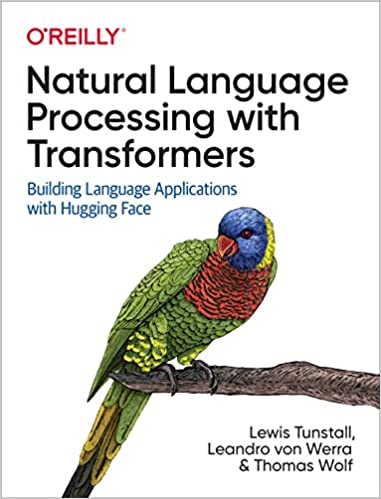 O'REILLY®
Natural Language
Processing with
Transformers
Building Language Applications
with Hugging Face
Lewis Tunstall,
Leandro von Werra
& Thomas Wolf